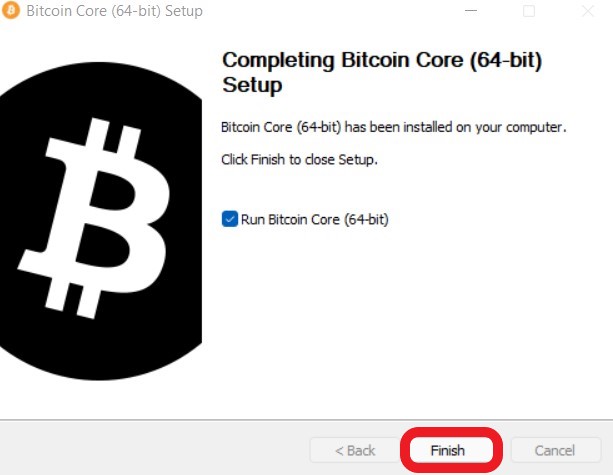 Bitcoin Core (64-bit) Setup
Completing Bitcoin Core (64-bit)
Setup
Bitcoin Core (64-bit) has been installed on your computer.
Click Finish to close Setup.
Run Bitcoin Core (64-bit)
< Back
Finish
Cancel